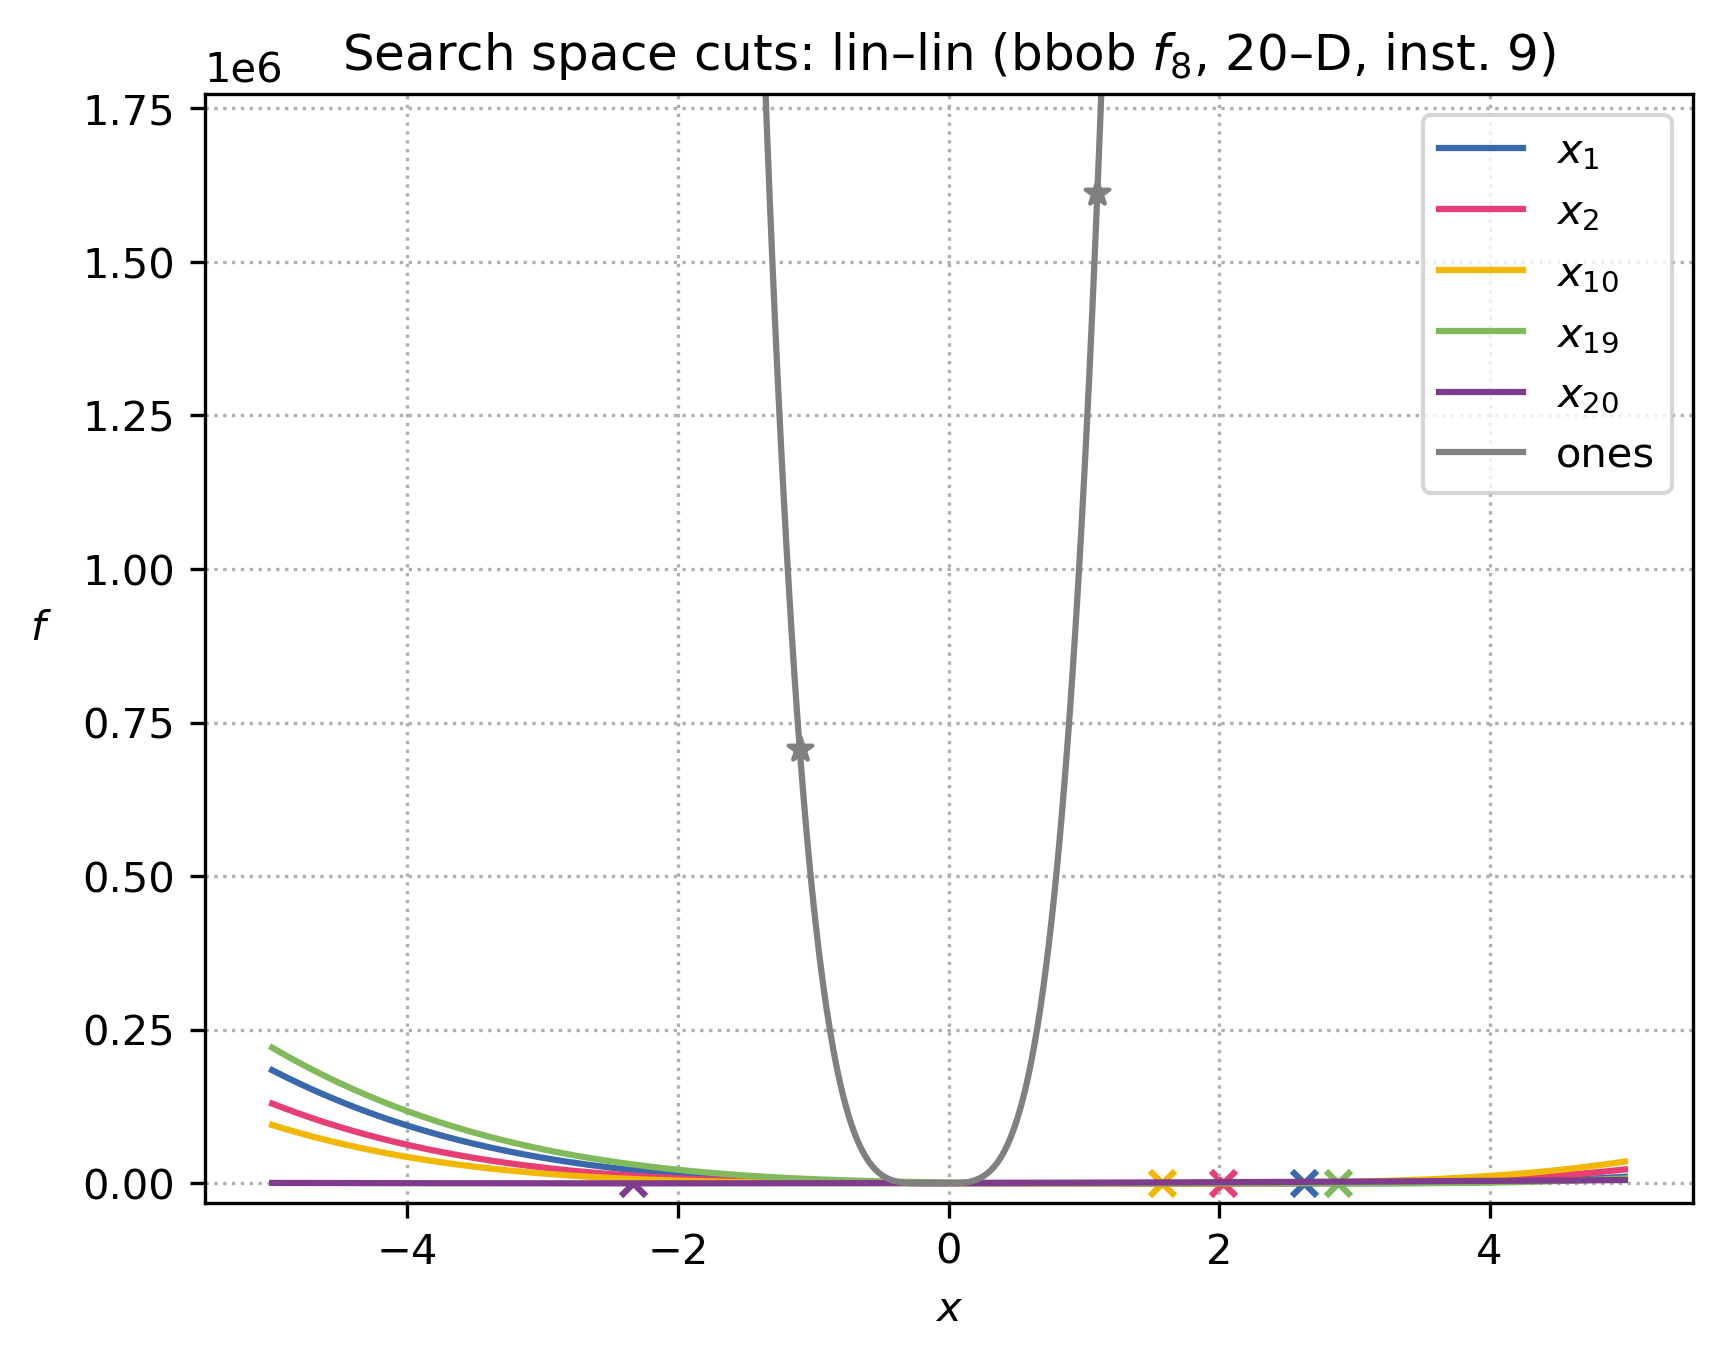 Search space cuts: lin–lin (bbob f₈, 20–D, inst. 9)
1e6
1.75
1.50
1.25
1.00
0.75
0.50
0.25
0.00
f
−4 −2 0 2 4
x
x₁
x₂
x₁₀
x₁₉
x₂₀
ones